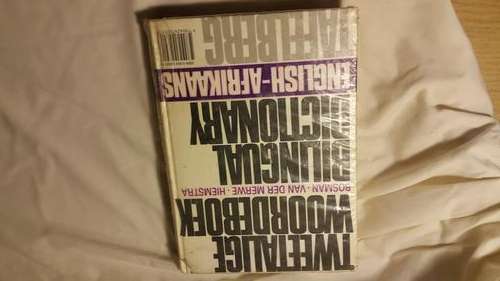 TWEETALIGE
WOORDEBOEK
BOSMAN · VAN DER MERWE · HIEMSTRA
BILINGUAL
DICTIONARY
ENGLISH-AFRIKAANS
TAFELBERG